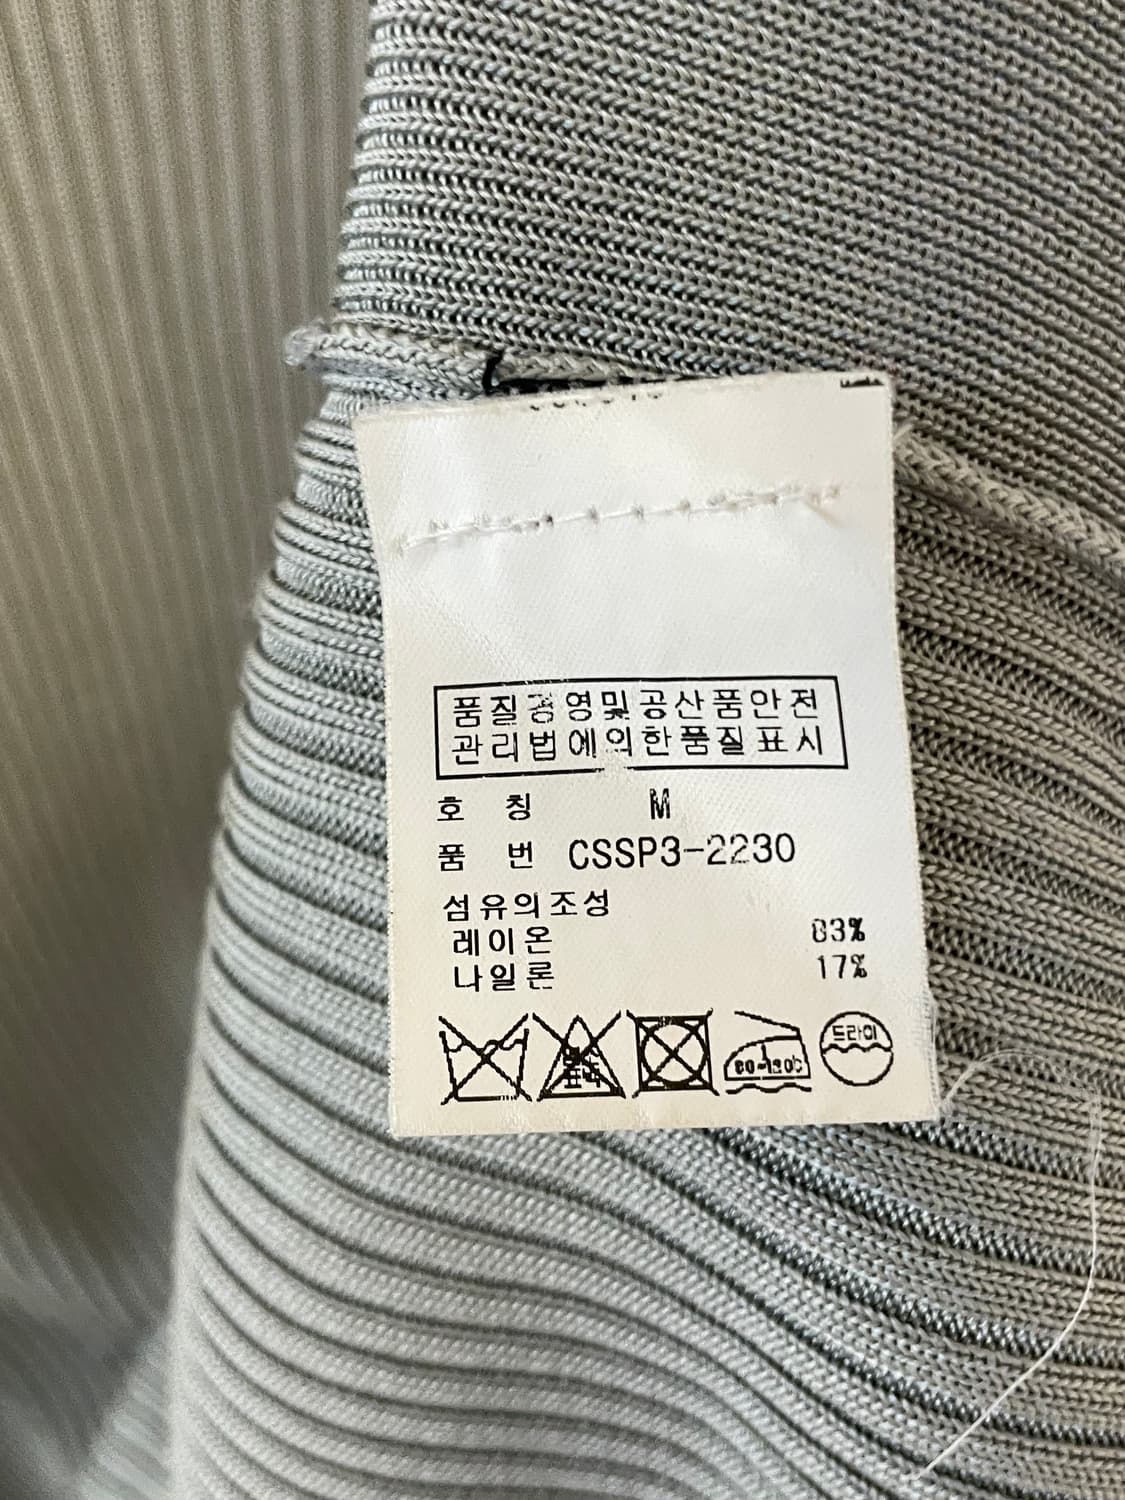 품질경영및공산품안전
관리법에의한품질표시
호 칭 M
품 번 CSSP3-2230
섬유의조성
레이온 83%
나일론 17%
드라이
80-120℃